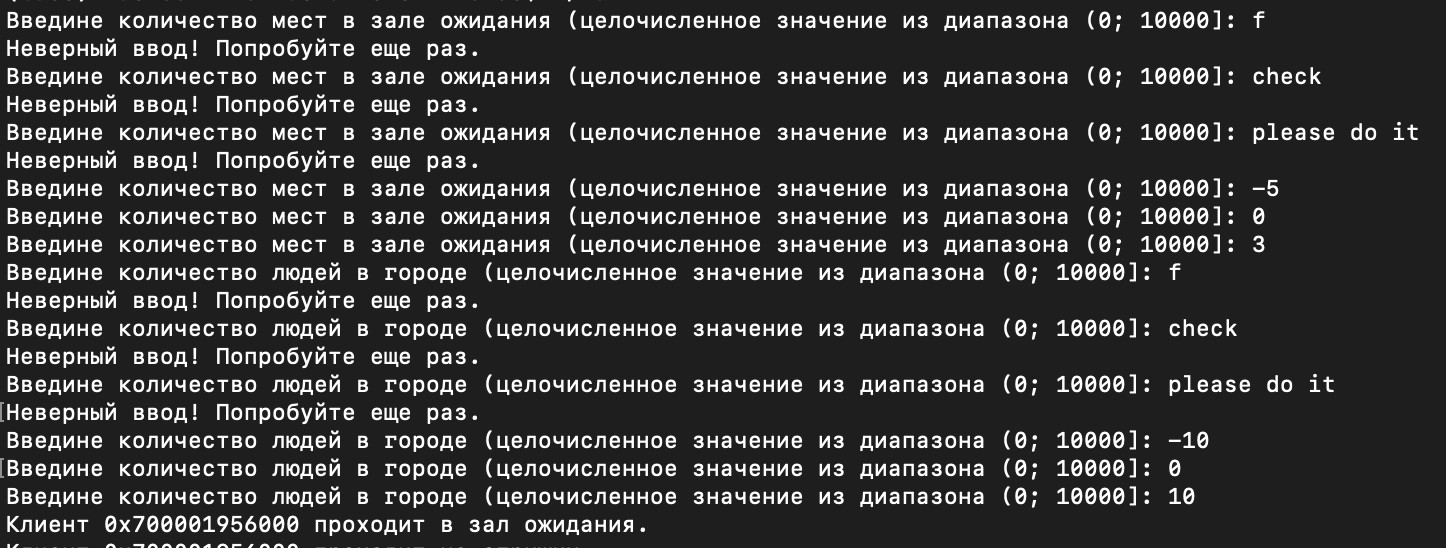 Введине количество мест в зале ожидания (целочисленное значение из диапазона (0; 10000]: f
Неверный ввод! Попробуйте еще раз.
Введине количество мест в зале ожидания (целочисленное значение из диапазона (0; 10000]: check
Неверный ввод! Попробуйте еще раз.
Введине количество мест в зале ожидания (целочисленное значение из диапазона (0; 10000]: please do it
Неверный ввод! Попробуйте еще раз.
Введине количество мест в зале ожидания (целочисленное значение из диапазона (0; 10000]: -5
Введине количество мест в зале ожидания (целочисленное значение из диапазона (0; 10000]: 0
Введине количество мест в зале ожидания (целочисленное значение из диапазона (0; 10000]: 3
Введине количество людей в городе (целочисленное значение из диапазона (0; 10000]: f
Неверный ввод! Попробуйте еще раз.
Введине количество людей в городе (целочисленное значение из диапазона (0; 10000]: check
Неверный ввод! Попробуйте еще раз.
Введине количество людей в городе (целочисленное значение из диапазона (0; 10000]: please do it
Неверный ввод! Попробуйте еще раз.
Введине количество людей в городе (целочисленное значение из диапазона (0; 10000]: -10
Введине количество людей в городе (целочисленное значение из диапазона (0; 10000]: 0
Введине количество людей в городе (целочисленное значение из диапазона (0; 10000]: 10
Клиент 0x700001956000 проходит в зал ожидания.